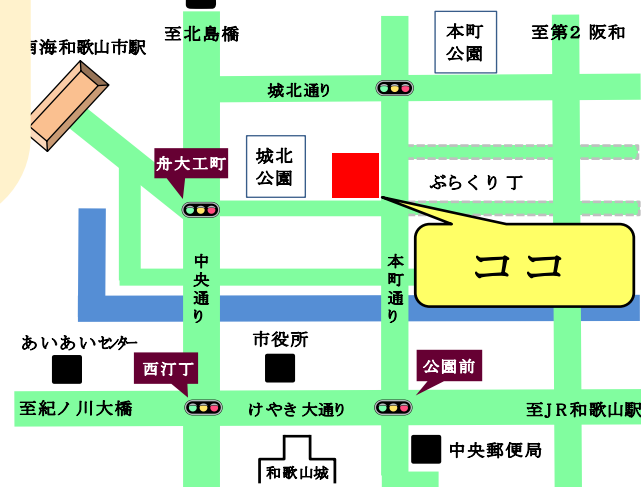 至北島橋
本町
公園
至第2 阪和
南海和歌山市駅
城北通り
舟大工町
城北
公園
ぶらくり丁
ココ
中央通り
本町通り
あいあいセンター
市役所
西汀丁
公園前
至紀ノ川大橋
けやき大通り
至JR和歌山駅
中央郵便局
和歌山城